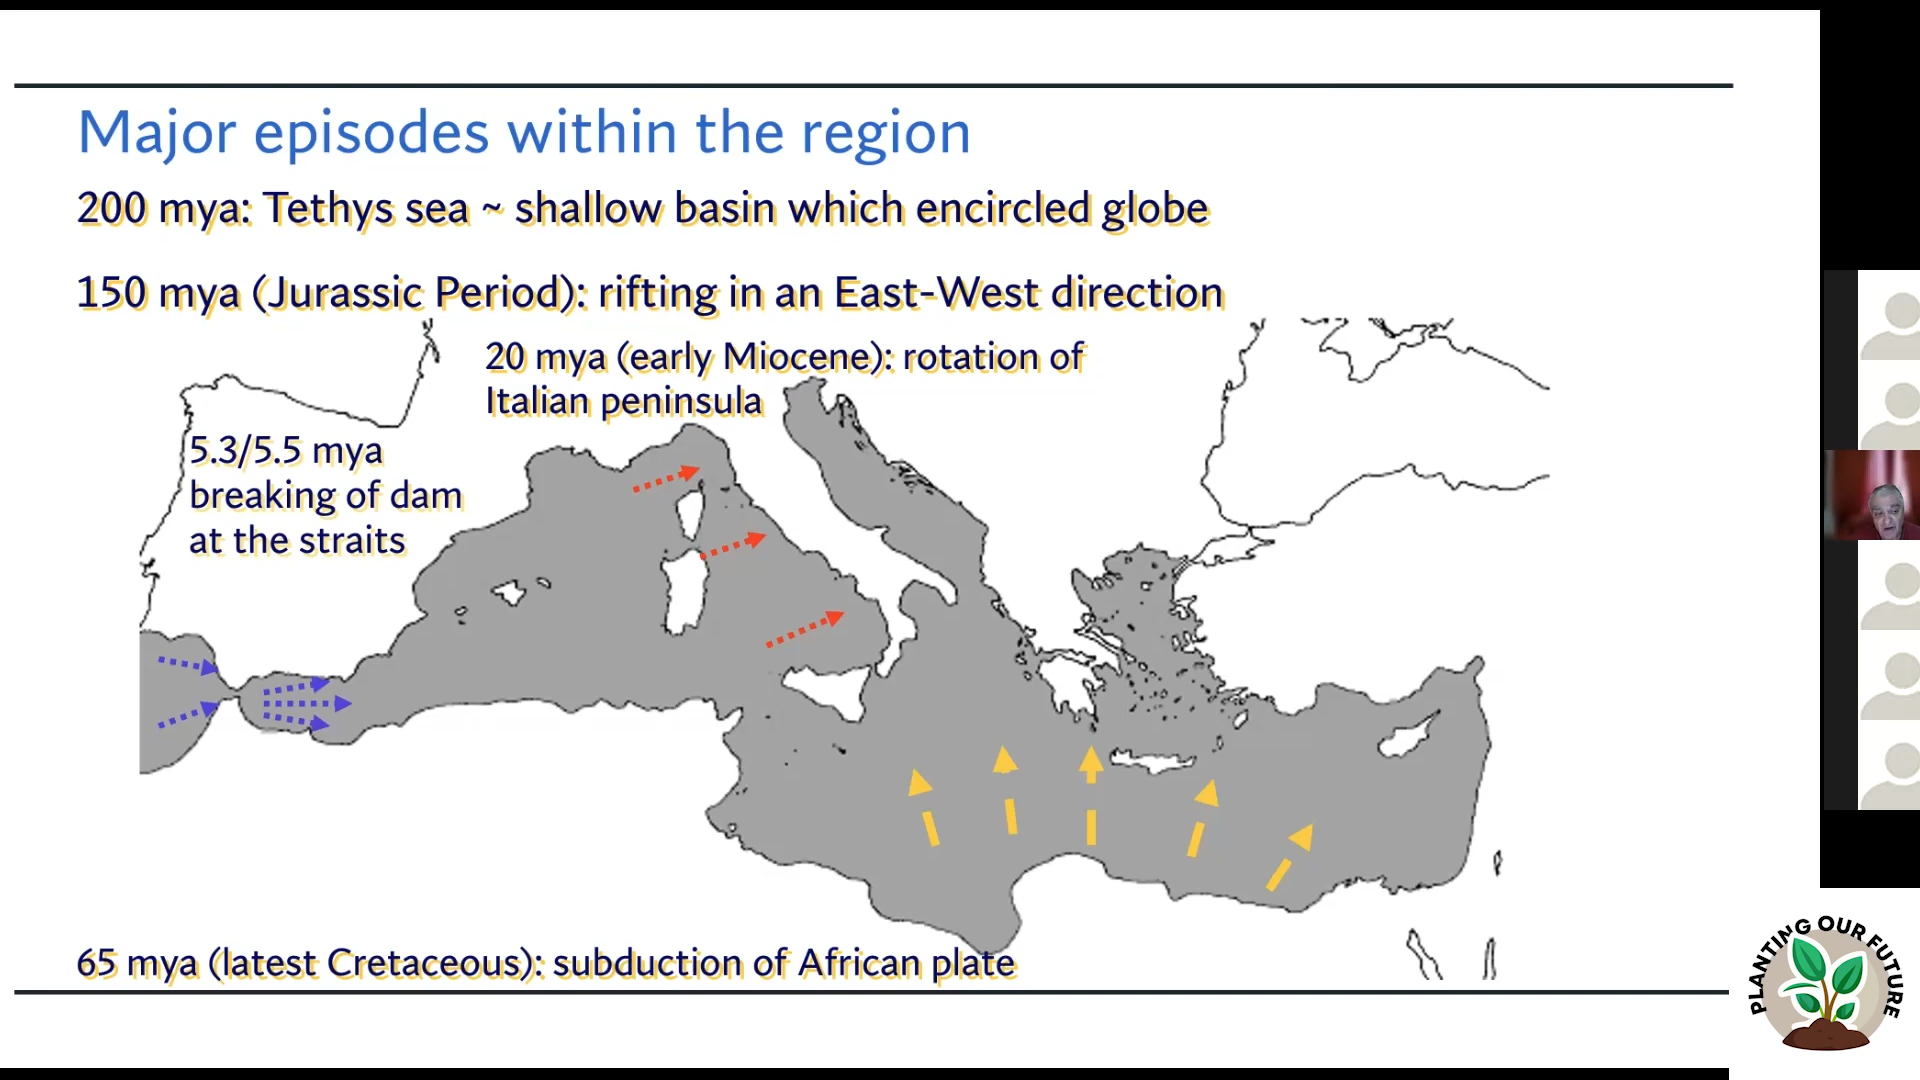 Major episodes within the region
200 mya: Tethys sea ~ shallow basin which encircled globe
150 mya (Jurassic Period): rifting in an East-West direction
20 mya (early Miocene): rotation of
Italian peninsula
5.3/5.5 mya
breaking of dam
at the straits
65 mya (latest Cretaceous): subduction of African plate
PLANTING OUR FUTURE